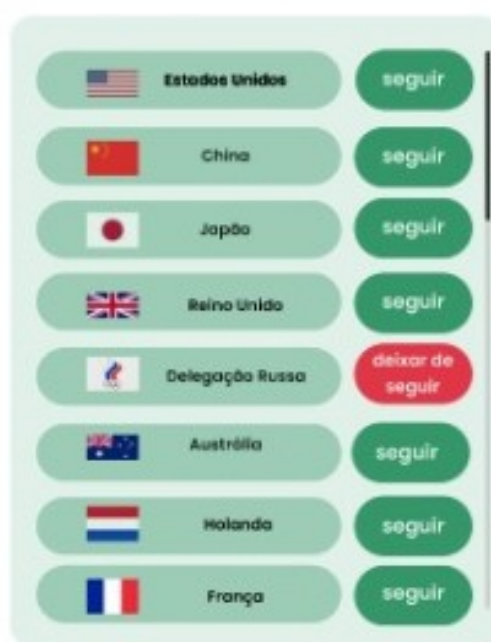 Estados Unidos
seguir
China
seguir
Japão
seguir
Reino Unido
seguir
Delegação Russa
deixar de
seguir
Austrália
seguir
Holanda
seguir
França
seguir